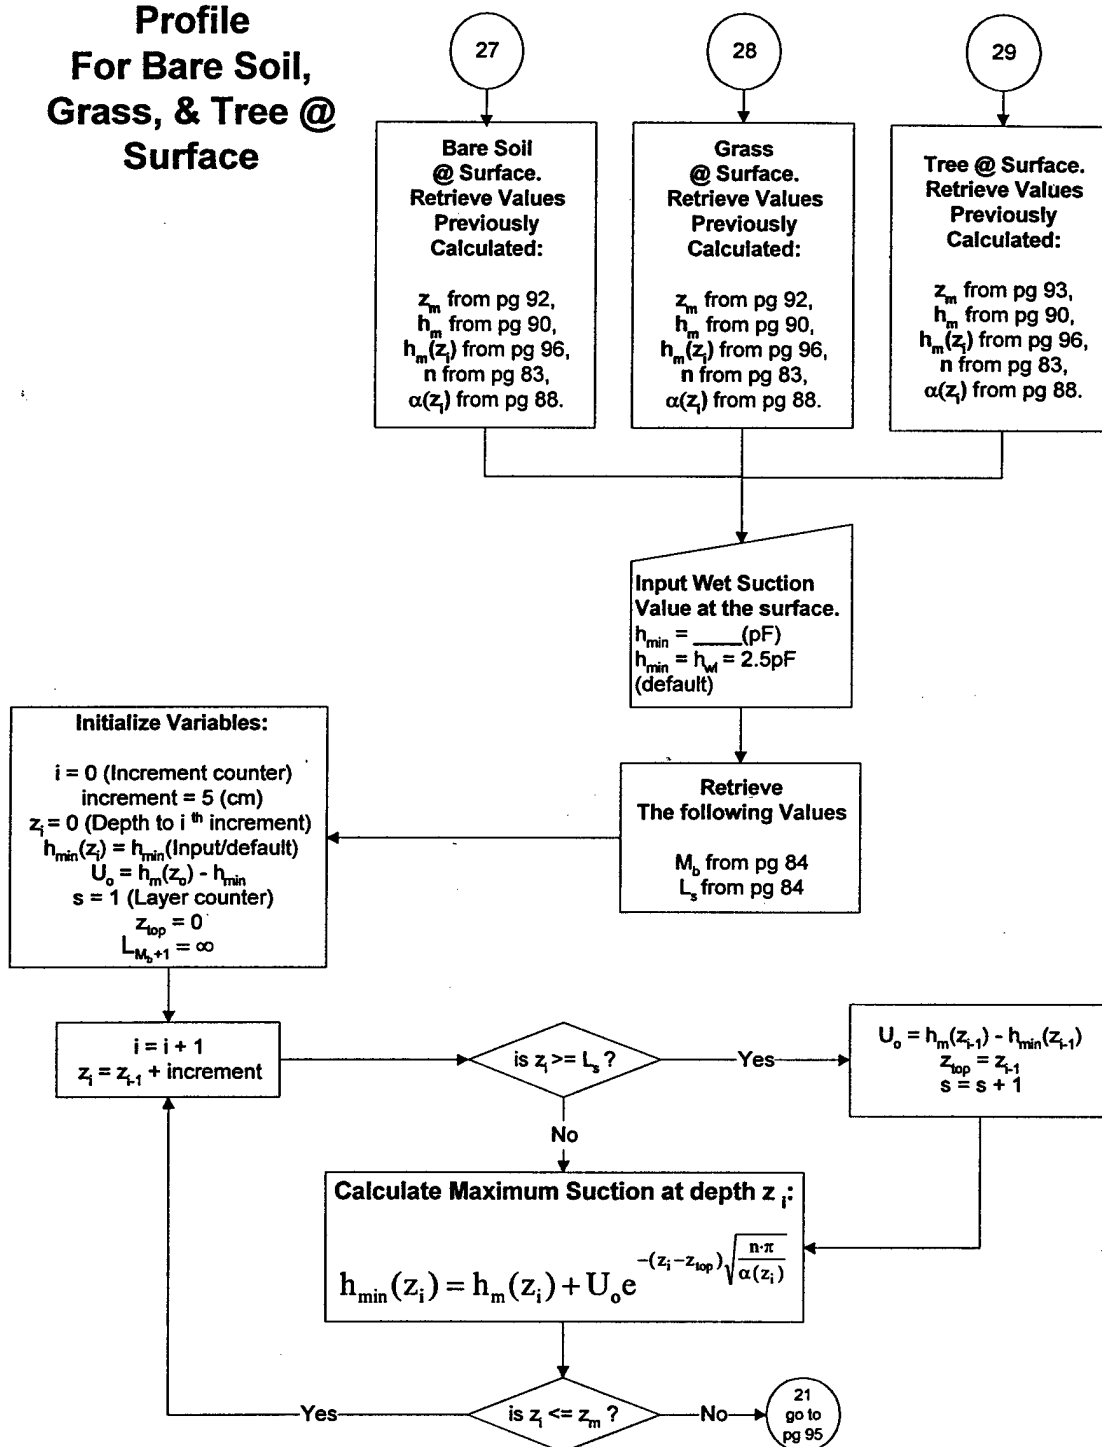 Profile
For Bare Soil,
Grass, & Tree @
Surface
27
28
29
Bare Soil
@ Surface.
Retrieve Values
Previously
Calculated:
z_m from pg 92,
h_m from pg 90,
h_m(z_i) from pg 96,
n from pg 83,
α(z_i) from pg 88.
Grass
@ Surface.
Retrieve Values
Previously
Calculated:
z_m from pg 92,
h_m from pg 90,
h_m(z_i) from pg 96,
n from pg 83,
α(z_i) from pg 88.
Tree @ Surface.
Retrieve Values
Previously
Calculated:
z_m from pg 93,
h_m from pg 90,
h_m(z_i) from pg 96,
n from pg 83,
α(z_i) from pg 88.
Input Wet Suction
Value at the surface.
h_min = ____(pF)
h_min = h_wl = 2.5pF
(default)
Retrieve
The following Values
M_b from pg 84
L_s from pg 84
Initialize Variables:
i = 0 (Increment counter)
increment = 5 (cm)
z_i = 0 (Depth to i th increment)
h_min(z_i) = h_min(Input/default)
U_o = h_m(z_o) - h_min
s = 1 (Layer counter)
z_top = 0
L_M_b+1 = ∞
i = i + 1
z_i = z_i-1 + increment
is z_i >= L_s ?
Yes
U_o = h_m(z_i-1) - h_min(z_i-1)
z_top = z_i-1
s = s + 1
No
Calculate Maximum Suction at depth z_i:
h_min(z_i) = h_m(z_i) + U_o e^(-(z_i-z_top)√(n·π/α(z_i)))
is z_i <= z_m ?
Yes
No
21
go to
pg 95